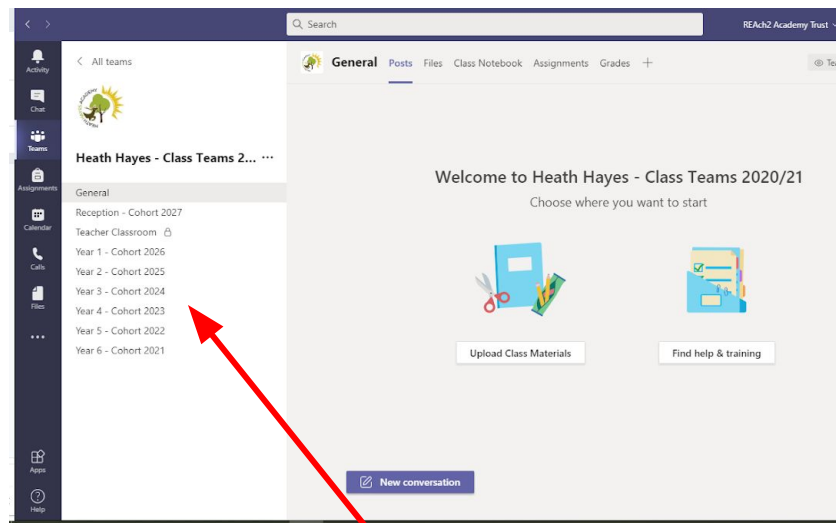 Search
REAch2 Academy Trust
Activity
Chat
Teams
Assignments
Calendar
Calls
Files
Apps
Help
All teams
Heath Hayes - Class Teams 2...
General
Reception - Cohort 2027
Teacher Classroom
Year 1 - Cohort 2026
Year 2 - Cohort 2025
Year 3 - Cohort 2024
Year 4 - Cohort 2023
Year 5 - Cohort 2022
Year 6 - Cohort 2021
General Posts Files Class Notebook Assignments Grades
Welcome to Heath Hayes - Class Teams 2020/21
Choose where you want to start
Upload Class Materials
Find help & training
New conversation